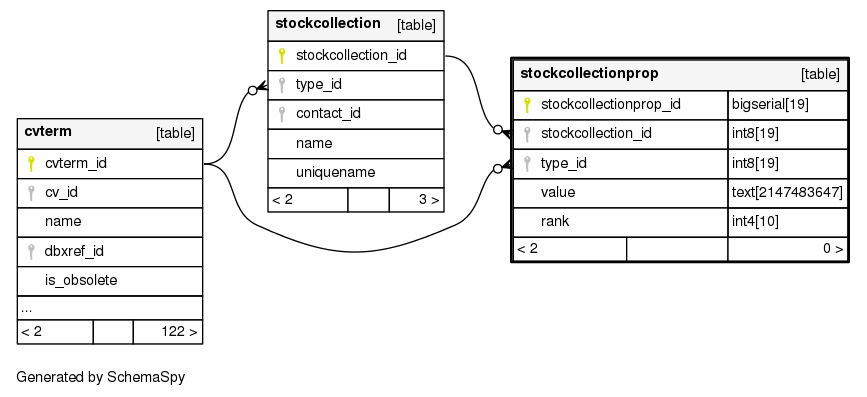 stockcollection [table]
stockcollection_id
type_id
contact_id
name
uniquename
< 2 3 >
stockcollectionprop [table]
stockcollectionprop_id bigserial[19]
stockcollection_id int8[19]
type_id int8[19]
value text[2147483647]
rank int4[10]
< 2 0 >
cvterm [table]
cvterm_id
cv_id
name
dbxref_id
is_obsolete
...
< 2 122 >
Generated by SchemaSpy